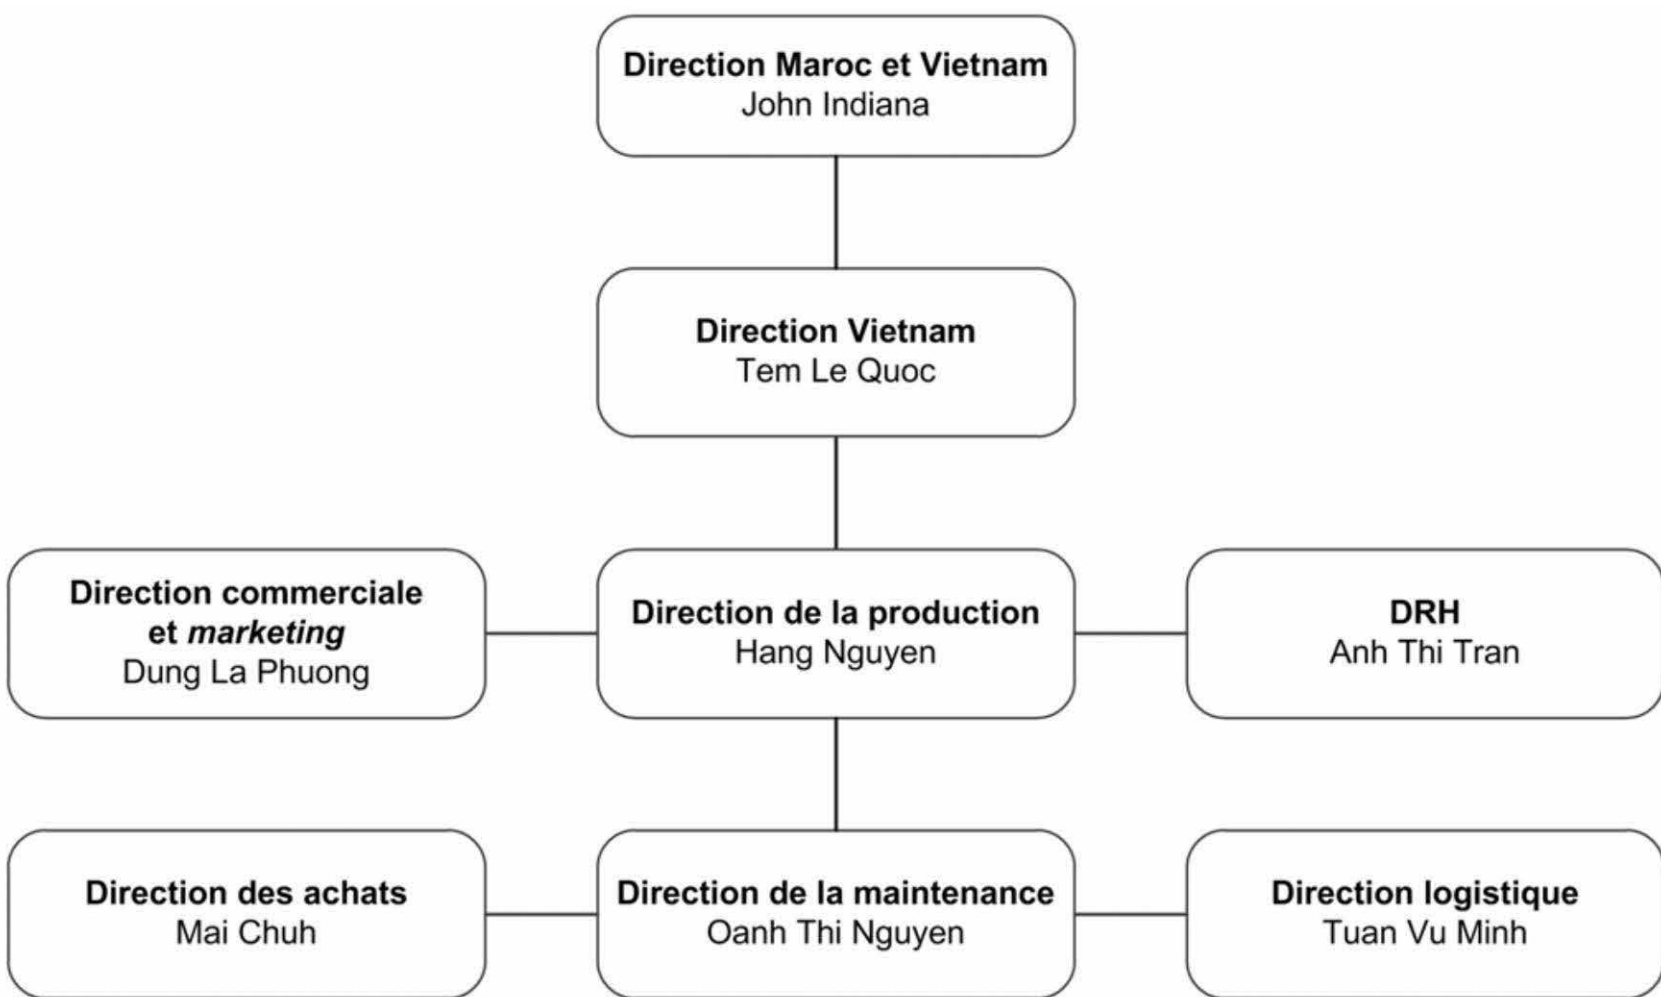 Direction Maroc et Vietnam
John Indiana
Direction Vietnam
Tem Le Quoc
Direction commerciale
et marketing
Dung La Phuong
Direction de la production
Hang Nguyen
DRH
Anh Thi Tran
Direction des achats
Mai Chuh
Direction de la maintenance
Oanh Thi Nguyen
Direction logistique
Tuan Vu Minh